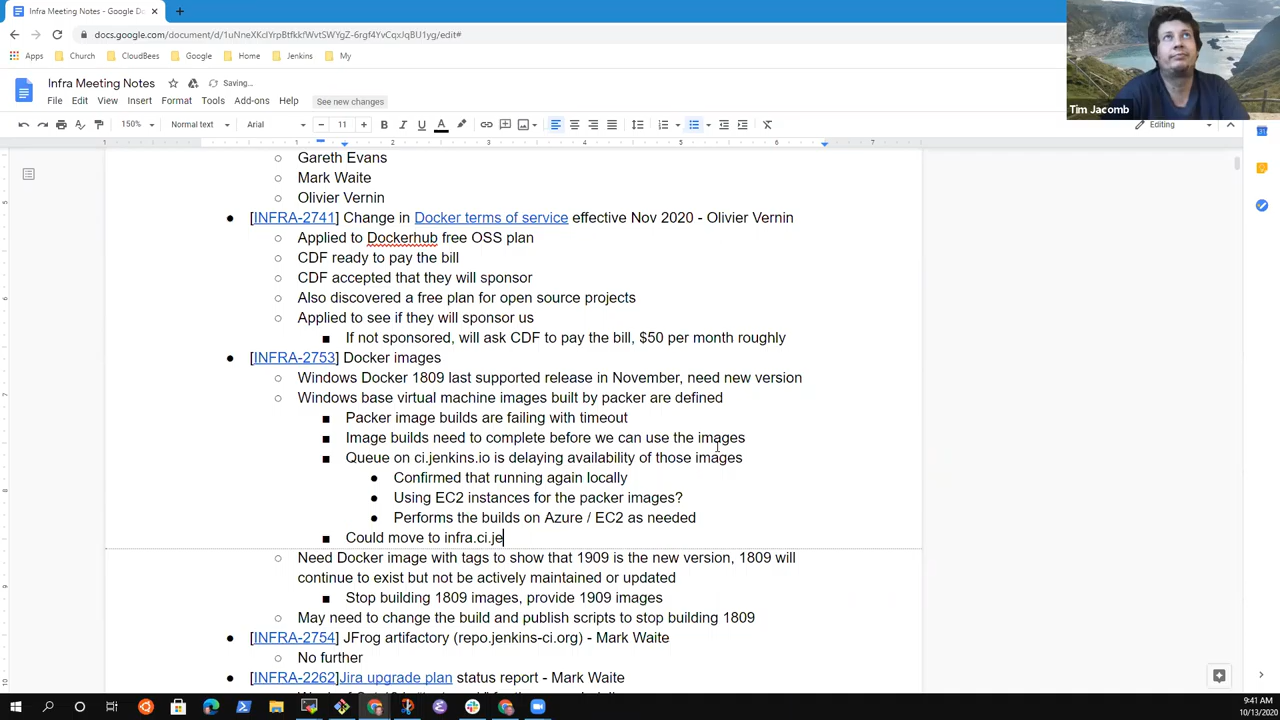 Infra Meeting Notes - Google Do
docs.google.com/document/d/
Apps Church CloudBees Google Home Jenkins My
Tim Jacomb
Infra Meeting Notes Saving...
File Edit View Insert Format Tools Add-ons Help See new changes
150% Normal text Arial 11 Editing
1 1 2 3 4 5 6 7
Gareth Evans
Mark Waite
Olivier Vernin
[INFRA-2741] Change in Docker terms of service effective Nov 2020 - Olivier Vernin
Applied to Dockerhub free OSS plan
CDF ready to pay the bill
CDF accepted that they will sponsor
Also discovered a free plan for open source projects
Applied to see if they will sponsor us
If not sponsored, will ask CDF to pay the bill, $50 per month roughly
[INFRA-2753] Docker images
Windows Docker 1809 last supported release in November, need new version
Windows base virtual machine images built by packer are defined
Packer image builds are failing with timeout
Image builds need to complete before we can use the images
Queue on ci.jenkins.io is delaying availability of those images
Confirmed that running again locally
Using EC2 instances for the packer images?
Performs the builds on Azure / EC2 as needed
Could move to infra.ci.je
Need Docker image with tags to show that 1909 is the new version, 1809 will
continue to exist but not be actively maintained or updated
Stop building 1809 images, provide 1909 images
May need to change the build and publish scripts to stop building 1809
[INFRA-2754] JFrog artifactory (repo.jenkins-ci.org) - Mark Waite
No further
[INFRA-2262]Jira upgrade plan status report - Mark Waite
9:41 AM
10/13/2020